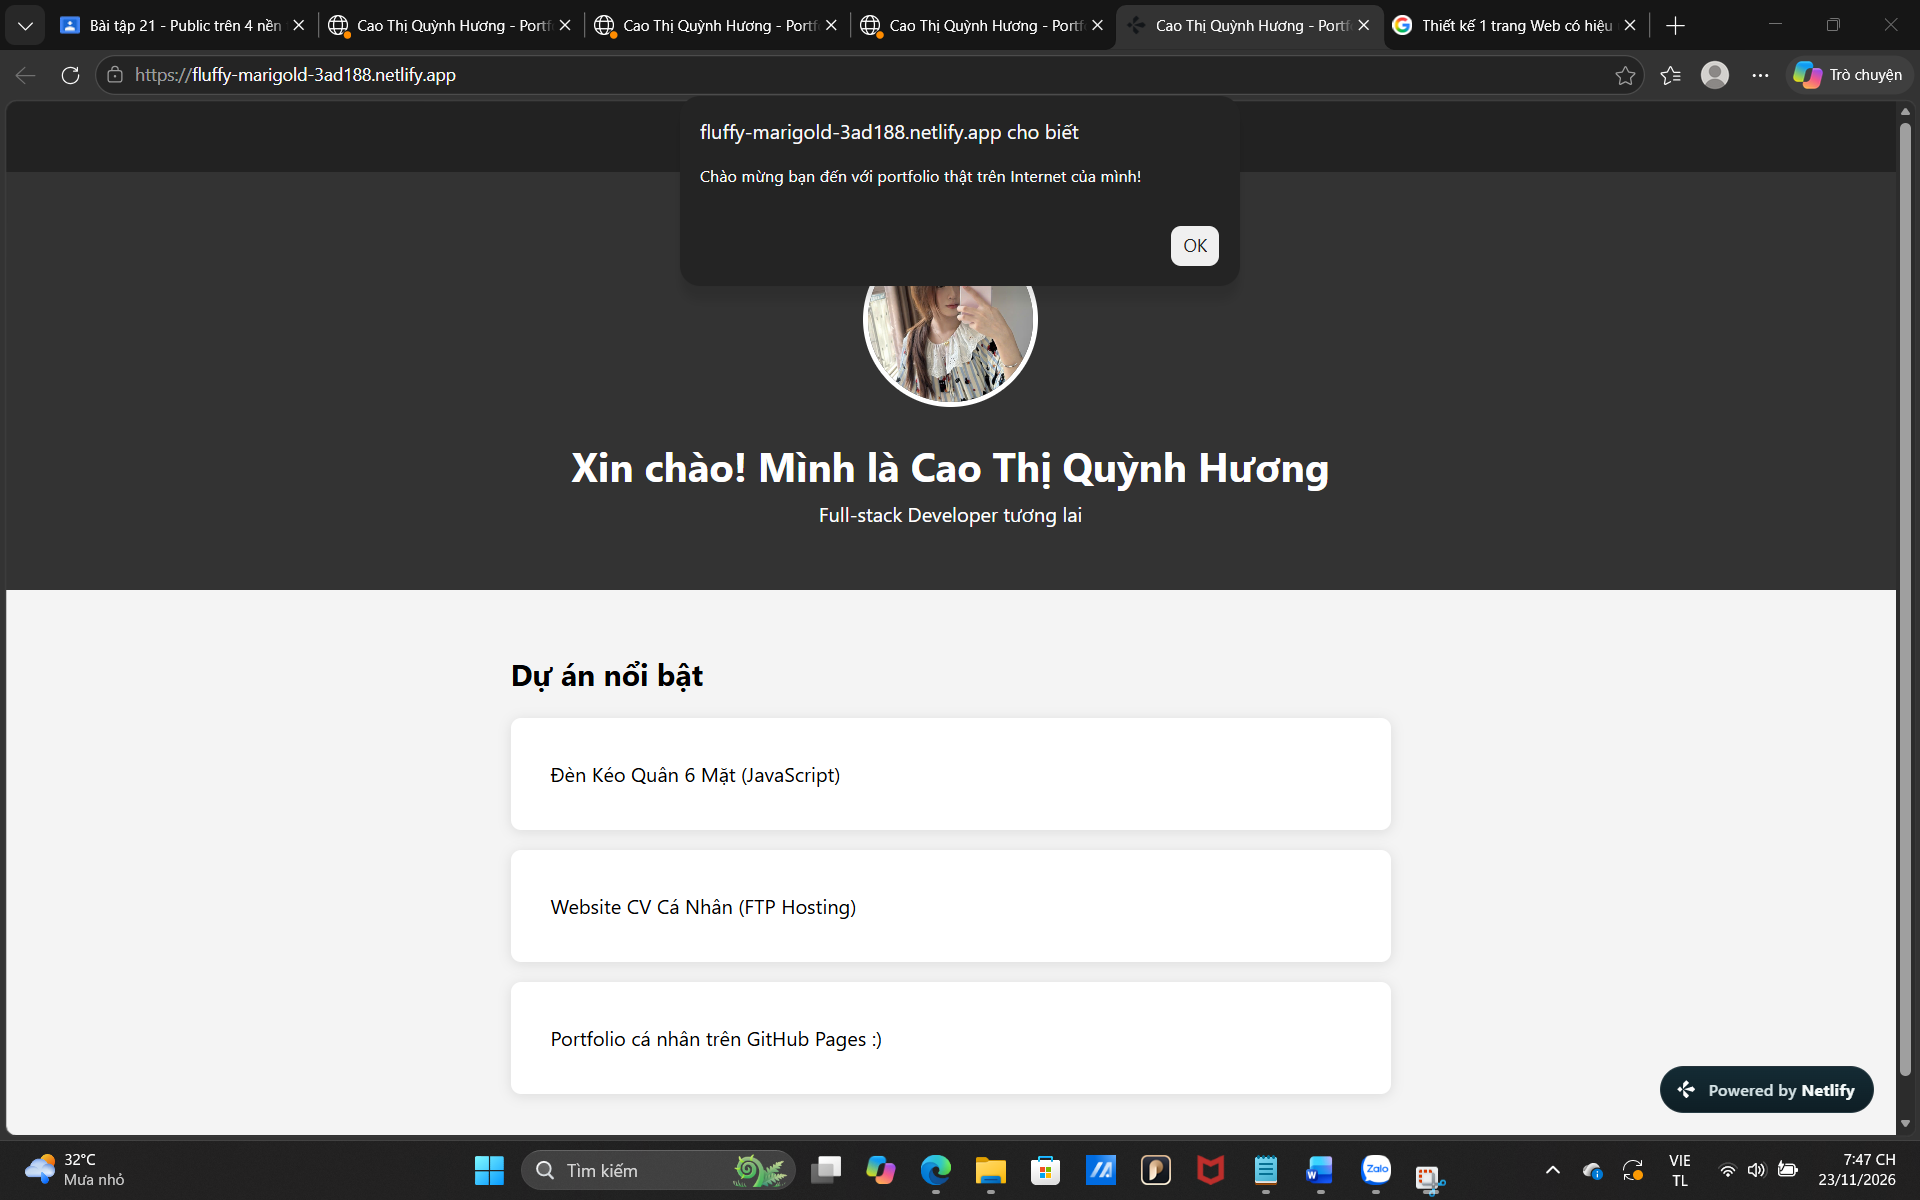 Bài tập 21 - Public trên 4 nền
Cao Thị Quỳnh Hương - Portf
Cao Thị Quỳnh Hương - Portf
Cao Thị Quỳnh Hương - Portf
Cao Thị Quỳnh Hương - Portf
Thiết kế 1 trang Web có hiệu
https://fluffy-marigold-3ad188.netlify.app
Trò chuyện
fluffy-marigold-3ad188.netlify.app cho biết
Chào mừng bạn đến với portfolio thật trên Internet của mình!
OK
Xin chào! Mình là Cao Thị Quỳnh Hương
Full-stack Developer tương lai
Dự án nổi bật
Đèn Kéo Quân 6 Mặt (JavaScript)
Website CV Cá Nhân (FTP Hosting)
Portfolio cá nhân trên GitHub Pages :)
Powered by Netlify
32°C
Mưa nhỏ
Tìm kiếm
Zalo
VIE
TL
7:47 CH
23/11/2026